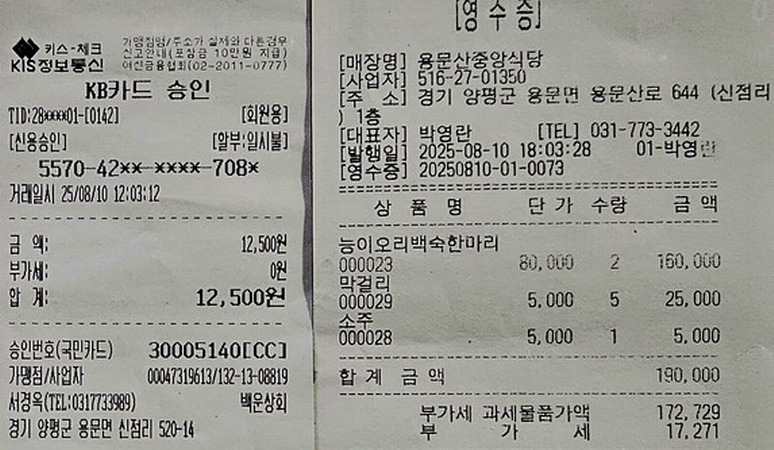 키스-체크
KIS정보통신
가맹점명/주소가 실제와 다른경우
신고안내(포상금 10만원 지급)
여신금융협회(02-2011-0777)
KB카드 승인
TID:28****01-[0142] [회원용]
[신용승인] [할부:일시불]
5570-42**-****-708*
거래일시 25/08/10 12:03:12
금 액: 12,500원
부가세: 0원
합 계: 12,500원
승인번호(국민카드) 30005140[CC]
가맹점/사업자 00047319613/132-13-08819
서경옥(TEL:0317733989) 백운상회
경기 양평군 용문면 신점리 520-14
[영수증]
[매장명] 용문산중앙식당
[사업자] 516-27-01350
[주 소] 경기 양평군 용문면 용문산로 644 (신점리
) 1층
[대표자] 박영란 [TEL] 031-773-3442
[발행일] 2025-08-10 18:03:28 01-박영란
[영수증] 20250810-01-0073
상 품 명 단 가 수량 금 액
능이오리백숙한마리
000023 80,000 2 160,000
막걸리
000029 5,000 5 25,000
소주
000028 5,000 1 5,000
합 계 금 액 190,000
부가세 과세물품가액 172,729
부 가 세 17,271